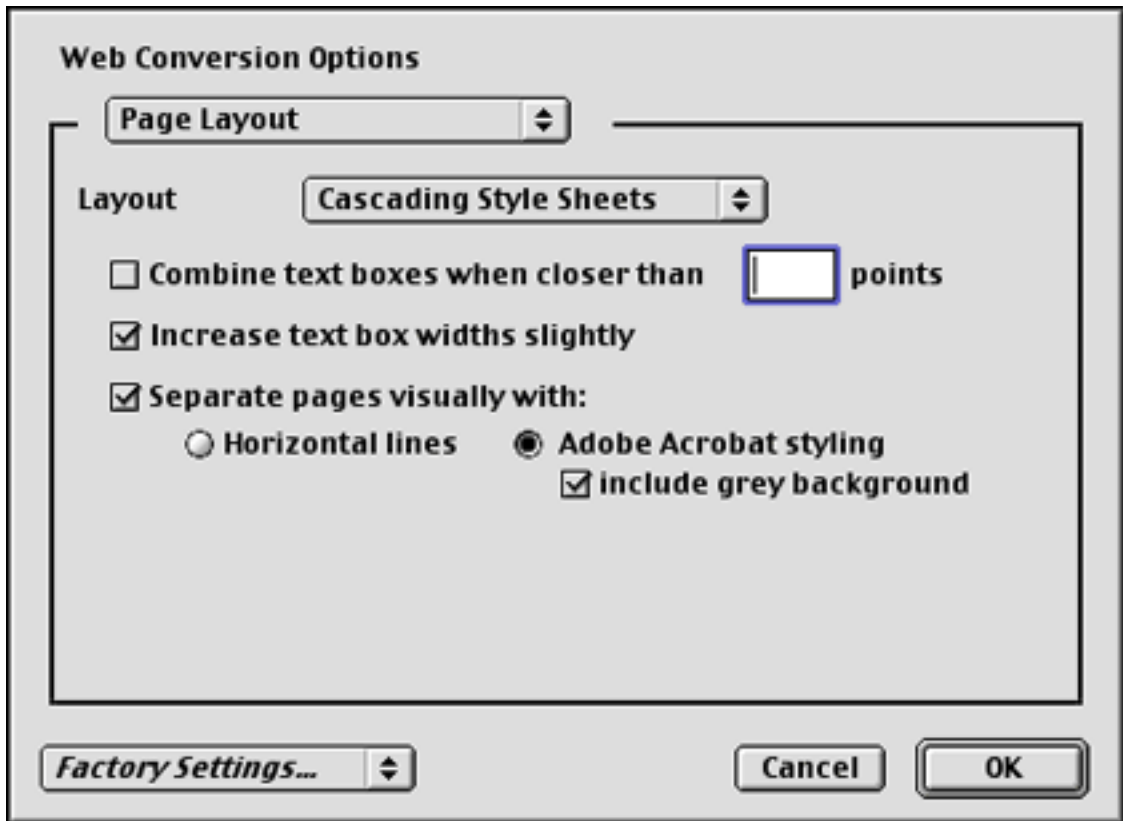 Web Conversion Options
Page Layout
Layout Cascading Style Sheets
Combine text boxes when closer than points
Increase text box widths slightly
Separate pages visually with:
Horizontal lines Adobe Acrobat styling
include grey background
Factory Settings... Cancel OK